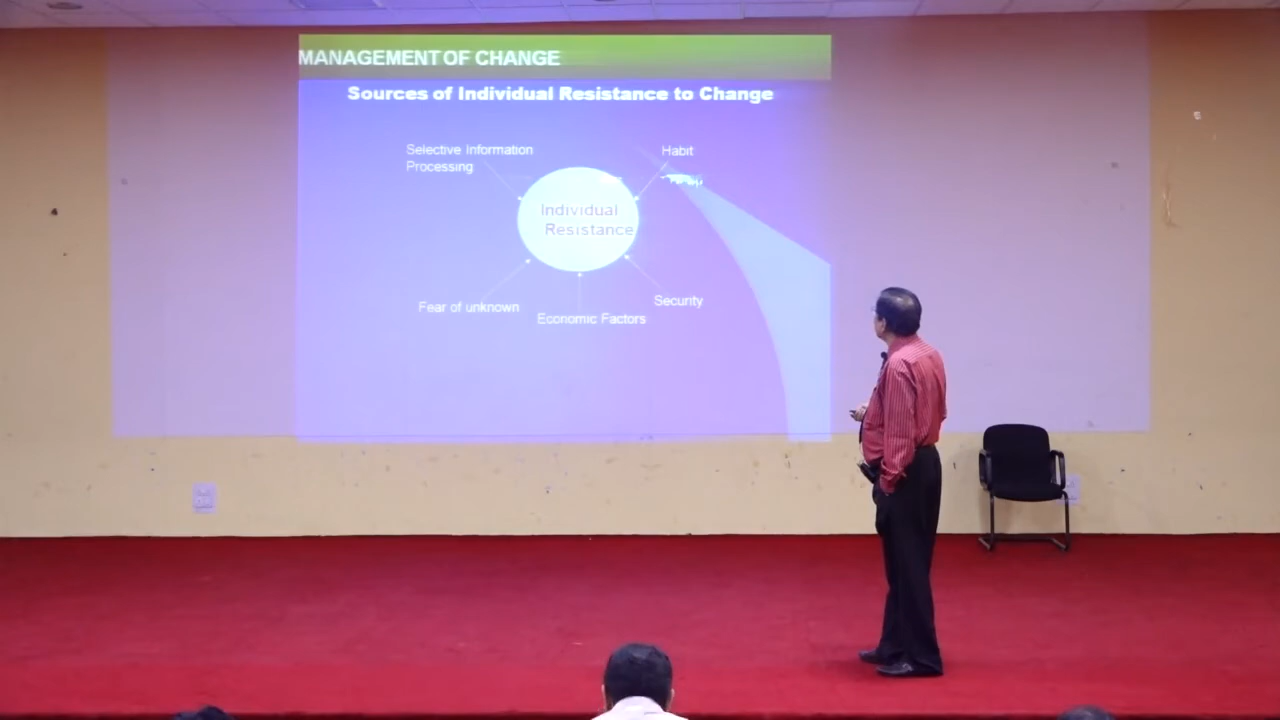 MANAGEMENT OF CHANGE
Sources of Individual Resistance to Change
Selective Information
Processing
Habit
Individual
Resistance
Fear of unknown
Economic Factors
Security